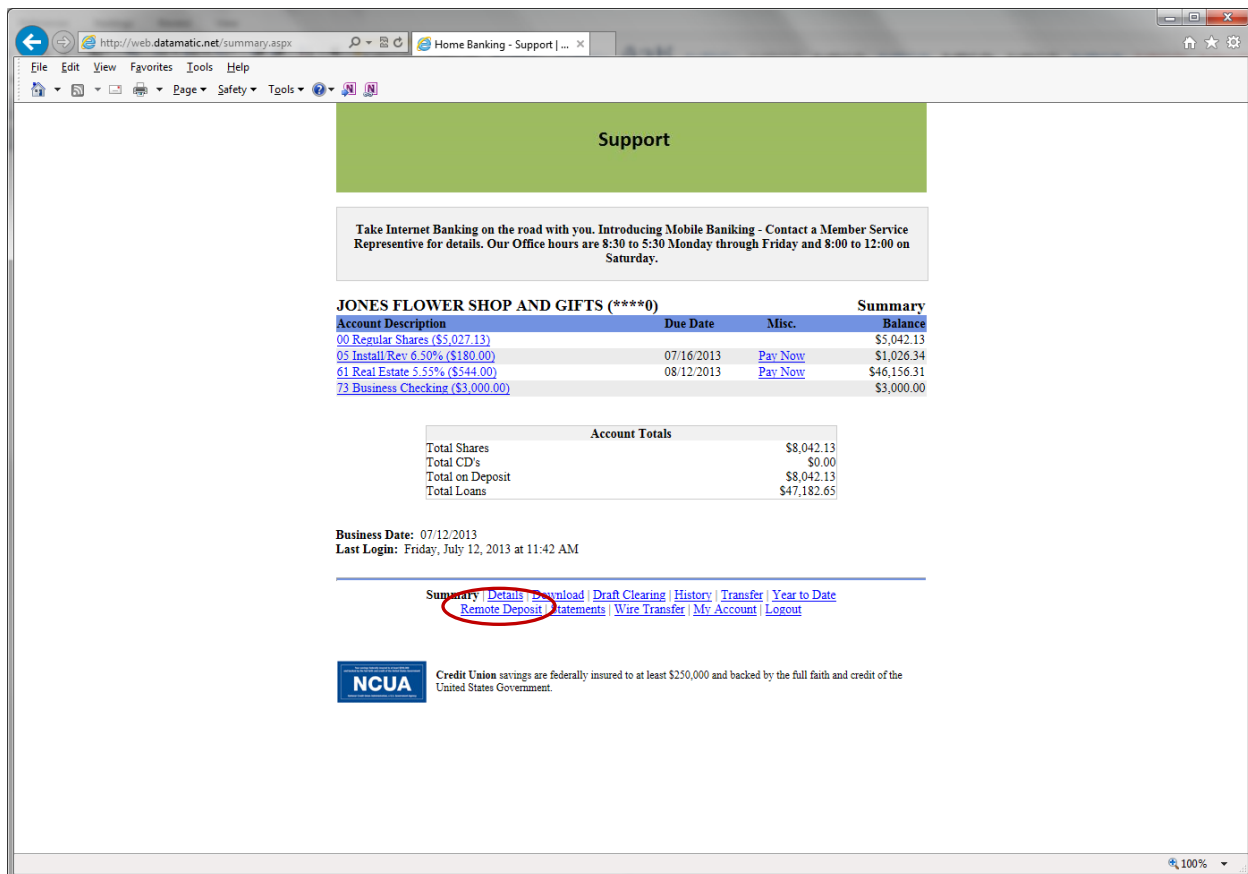 http://web.datamatic.net/summary.aspx
Home Banking - Support | ...
File Edit View Favorites Tools Help
Page Safety Tools
Support
Take Internet Banking on the road with you. Introducing Mobile Baniking - Contact a Member Service
Representive for details. Our Office hours are 8:30 to 5:30 Monday through Friday and 8:00 to 12:00 on
Saturday.
JONES FLOWER SHOP AND GIFTS (****0) Summary
Account Description Due Date Misc. Balance
00 Regular Shares ($5,027.13) $5,042.13
05 Install/Rev 6.50% ($180.00) 07/16/2013 Pay Now $1,026.34
61 Real Estate 5.55% ($544.00) 08/12/2013 Pay Now $46,156.31
73 Business Checking ($3,000.00) $3,000.00
Account Totals
Total Shares $8,042.13
Total CD's $0.00
Total on Deposit $8,042.13
Total Loans $47,182.65
Business Date: 07/12/2013
Last Login: Friday, July 12, 2013 at 11:42 AM
Summary | Details | Download | Draft Clearing | History | Transfer | Year to Date
Remote Deposit | Statements | Wire Transfer | My Account | Logout
NCUA
Credit Union savings are federally insured to at least $250,000 and backed by the full faith and credit of the
United States Government.
100%